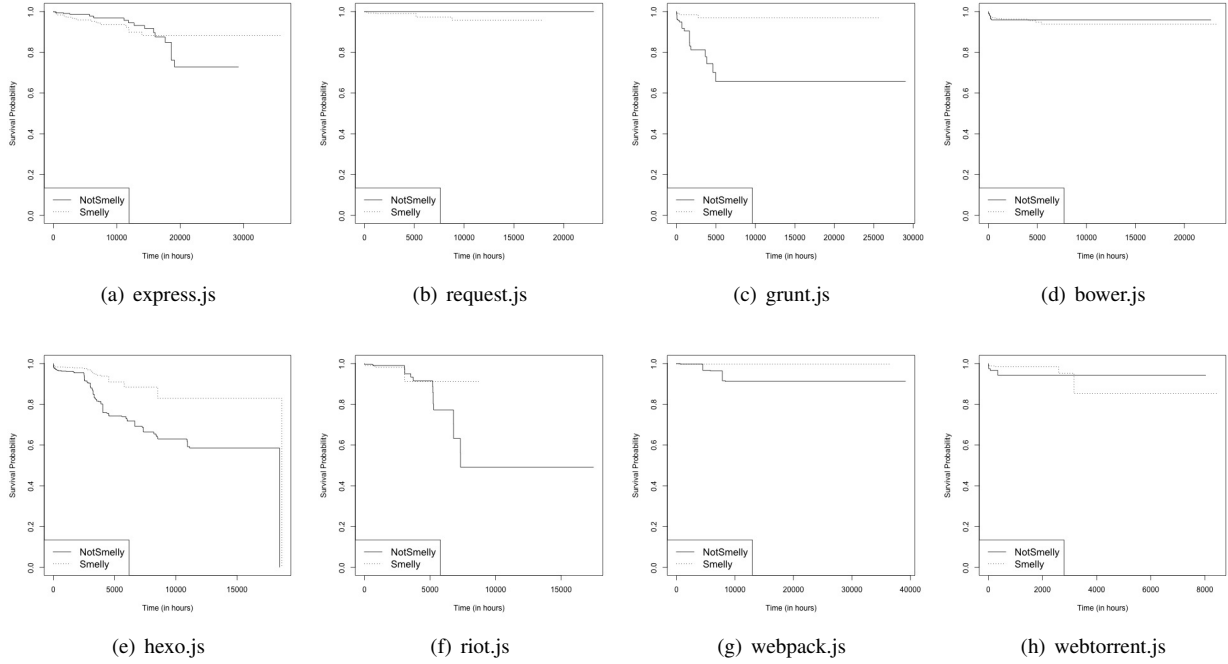 Survival Probability
1.0
0.8
0.6
0.4
0.2
0.0
NotSmelly
Smelly
0 10000 20000 30000
Time (in hours)
(a) express.js
Survival Probability
1.0
0.8
0.6
0.4
0.2
0.0
NotSmelly
Smelly
0 5000 10000 15000 20000
Time (in hours)
(b) request.js
Survival Probability
1.0
0.8
0.6
0.4
0.2
0.0
NotSmelly
Smelly
0 5000 10000 15000 20000 25000 30000
Time (in hours)
(c) grunt.js
Survival Probability
1.0
0.8
0.6
0.4
0.2
0.0
NotSmelly
Smelly
0 5000 10000 15000 20000
Time (in hours)
(d) bower.js
Survival Probability
1.0
0.8
0.6
0.4
0.2
0.0
NotSmelly
Smelly
0 5000 10000 15000
Time (in hours)
(e) hexo.js
Survival Probability
1.0
0.8
0.6
0.4
0.2
0.0
NotSmelly
Smelly
0 5000 10000 15000
Time (in hours)
(f) riot.js
Survival Probability
1.0
0.8
0.6
0.4
0.2
0.0
NotSmelly
Smelly
0 10000 20000 30000 40000
Time (in hours)
(g) webpack.js
Survival Probability
1.0
0.8
0.6
0.4
0.2
0.0
NotSmelly
Smelly
0 2000 4000 6000 8000
Time (in hours)
(h) webtorrent.js